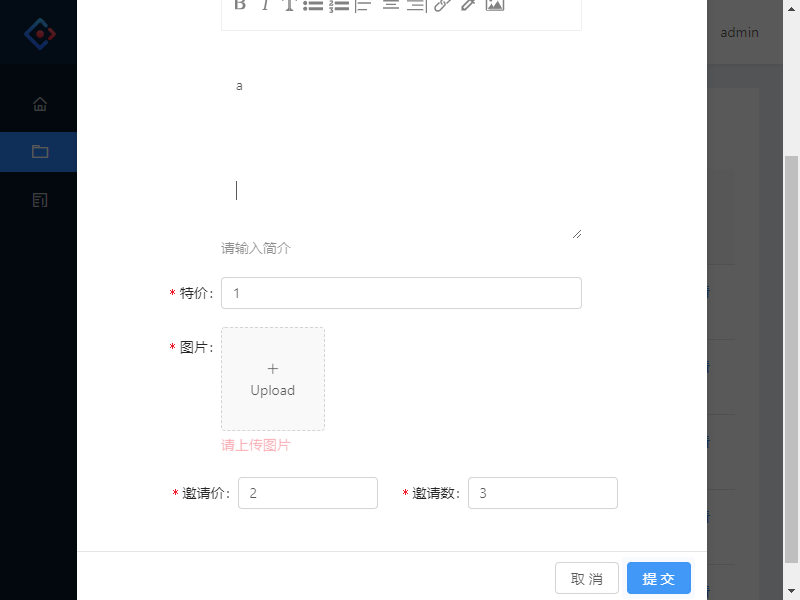 admin
a
请输入简介
* 特价: 1
* 图片:
+
Upload
请上传图片
* 邀请价: 2 * 邀请数: 3
取 消 提 交